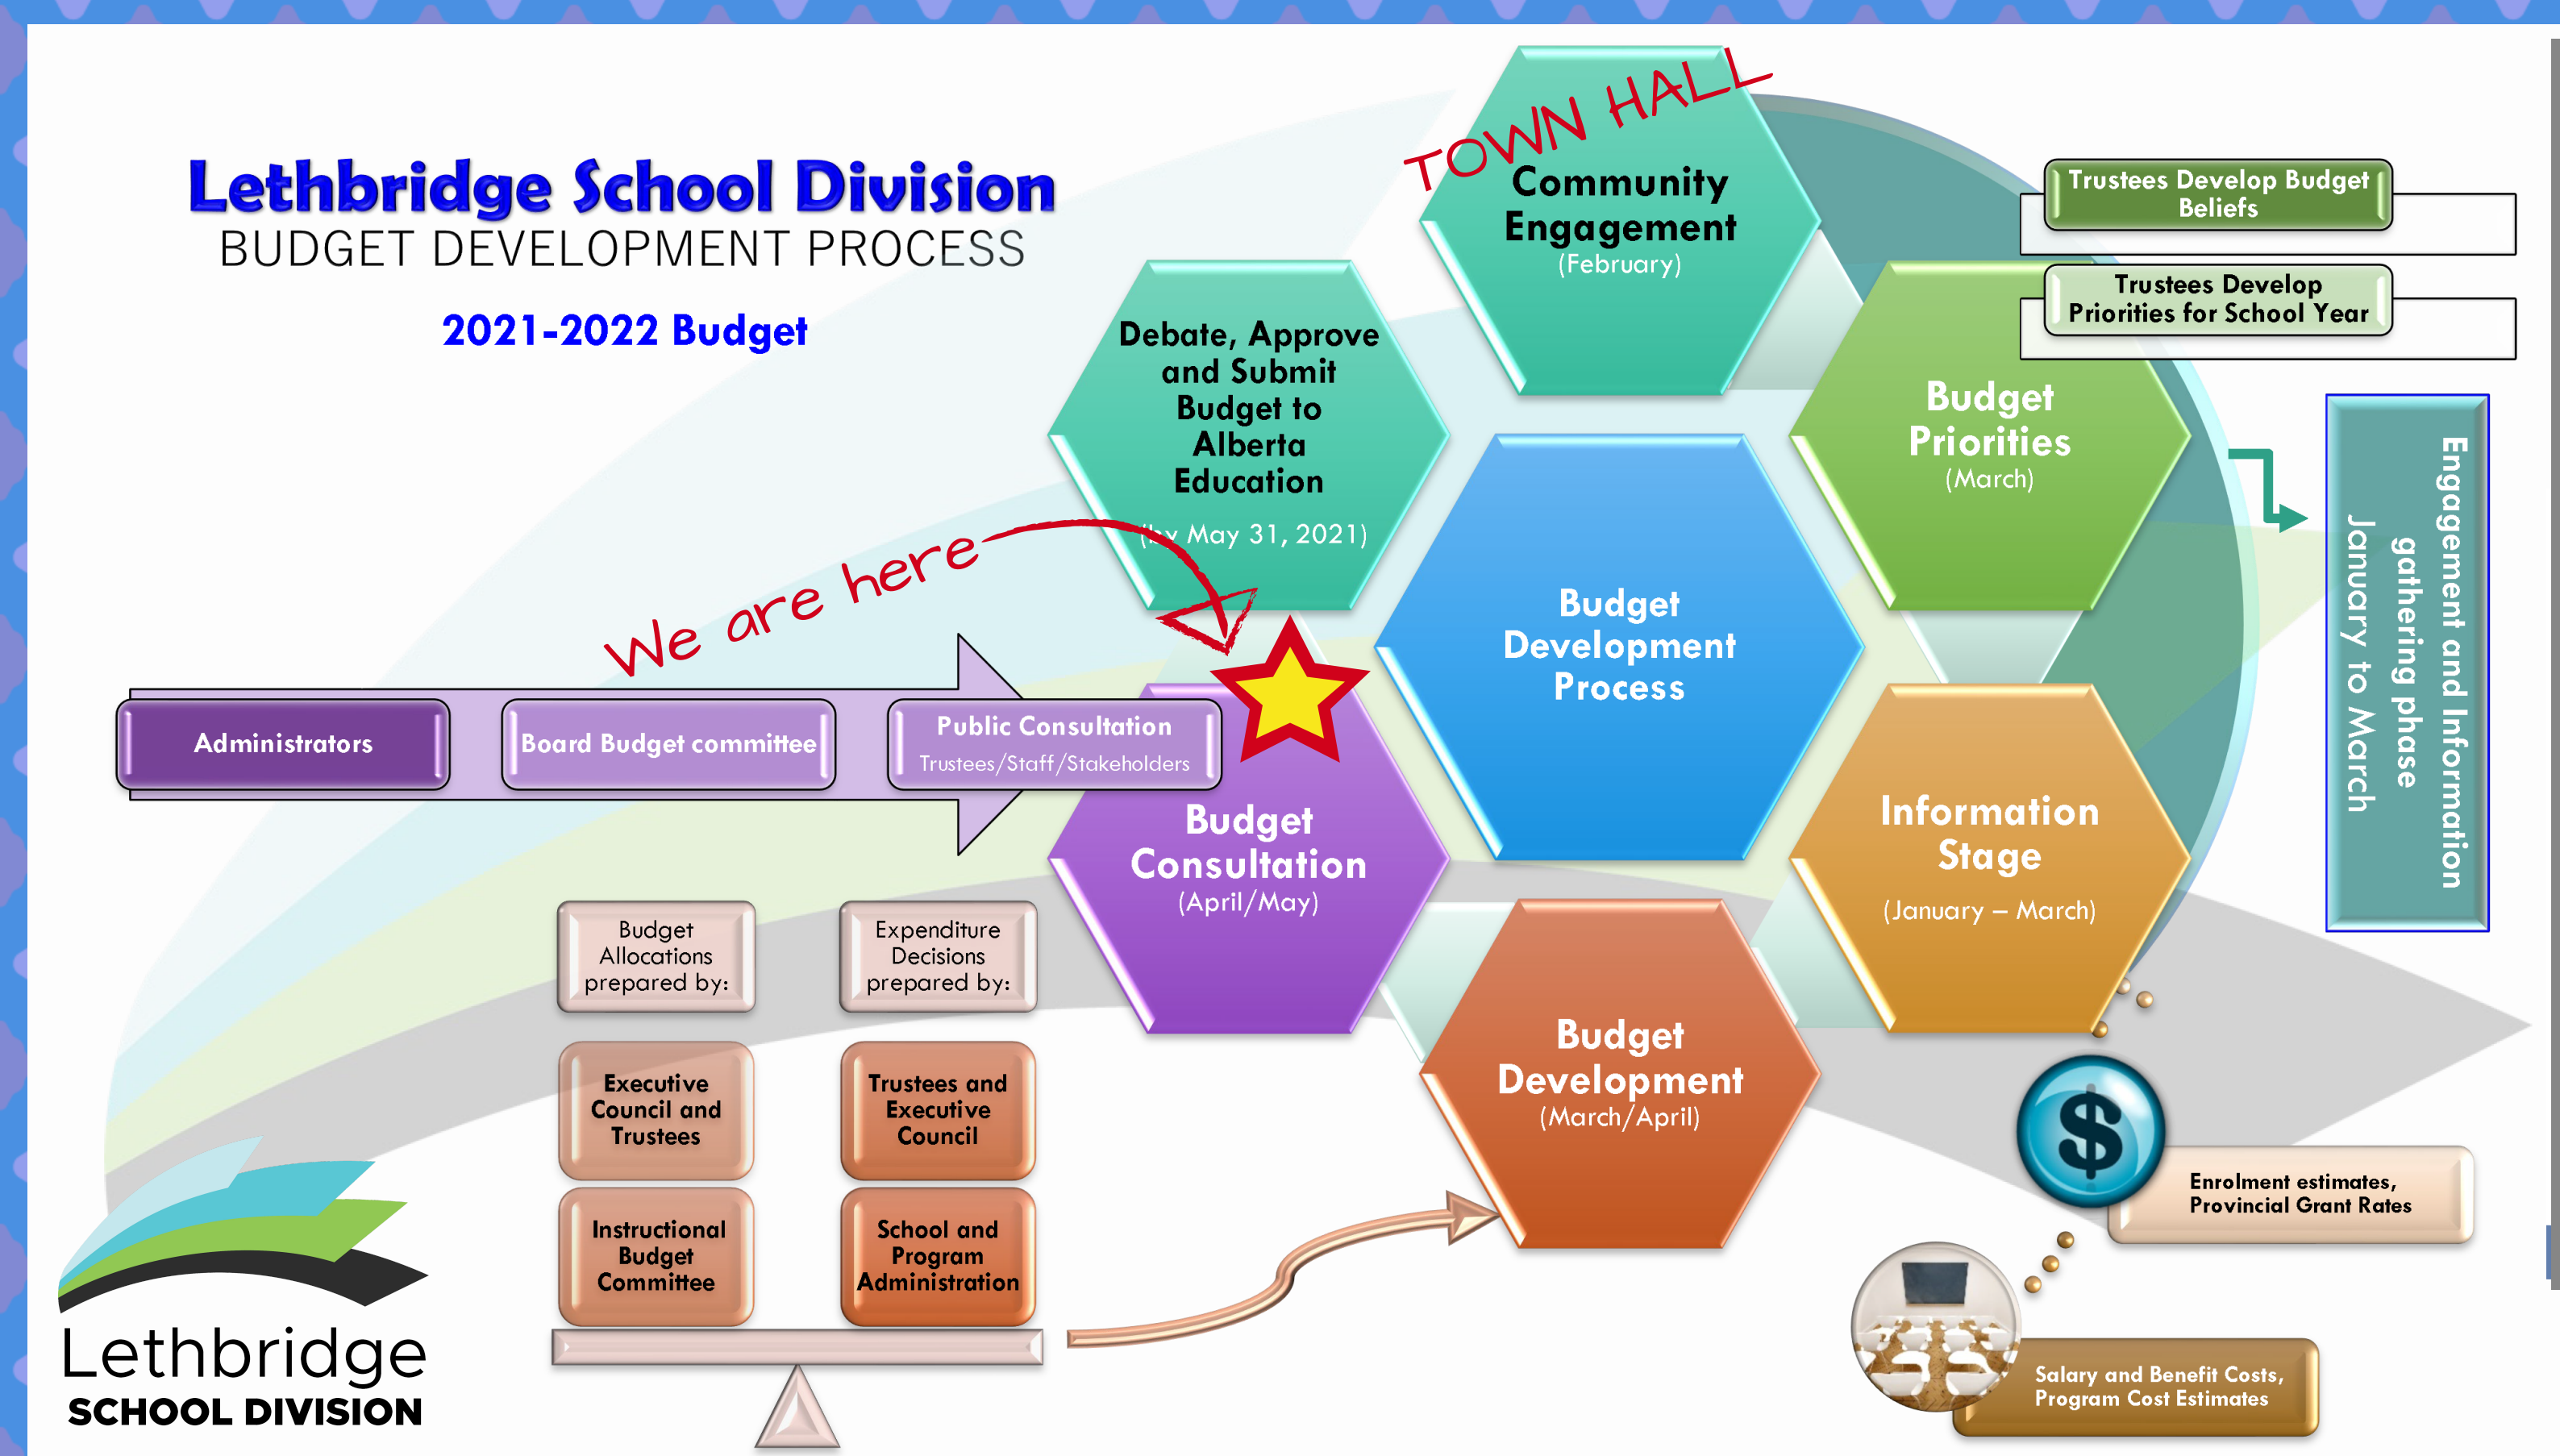 Lethbridge School Division
BUDGET DEVELOPMENT PROCESS
2021-2022 Budget
TOWN HALL
Community
Engagement
(February)
Trustees Develop Budget
Beliefs
Trustees Develop
Priorities for School Year
Budget
Priorities
(March)
Engagement and Information
gathering phase
January to March
Debate, Approve
and Submit
Budget to
Alberta
Education
(by May 31, 2021)
We are here
Budget
Development
Process
Administrators
Board Budget committee
Public Consultation
Trustees/Staff/Stakeholders
Budget
Consultation
(April/May)
Information
Stage
(January – March)
Budget
Development
(March/April)
Budget
Allocations
prepared by:
Expenditure
Decisions
prepared by:
Executive
Council and
Trustees
Trustees and
Executive
Council
Instructional
Budget
Committee
School and
Program
Administration
$
Enrolment estimates,
Provincial Grant Rates
Salary and Benefit Costs,
Program Cost Estimates
Lethbridge
SCHOOL DIVISION